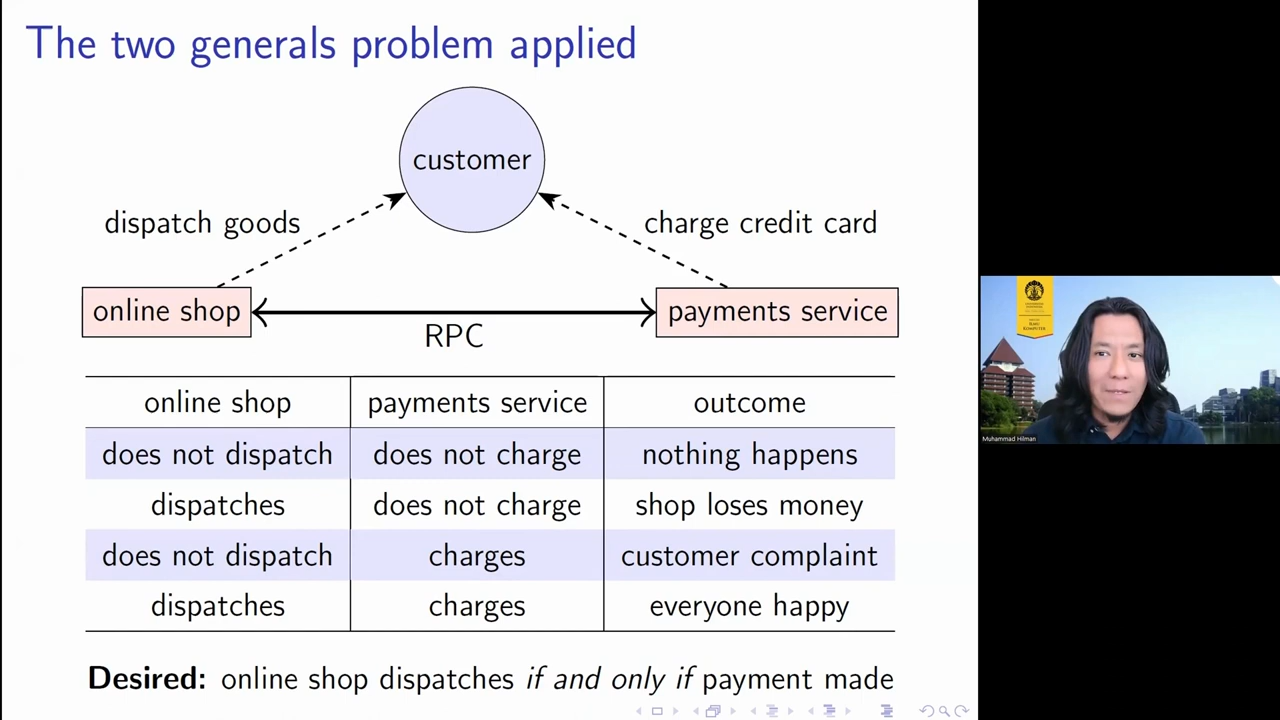 The two generals problem applied
customer
dispatch goods
charge credit card
online shop
payments service
RPC
online shop payments service outcome
does not dispatch does not charge nothing happens
dispatches does not charge shop loses money
does not dispatch charges customer complaint
dispatches charges everyone happy
Desired: online shop dispatches if and only if payment made
Muhammad Hilman